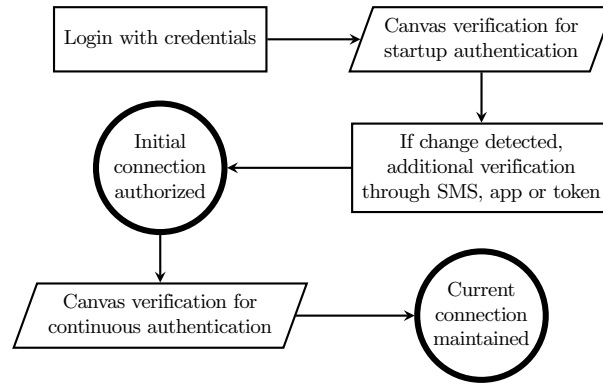 Login with credentials
Canvas verification for
startup authentication
If change detected,
additional verification
through SMS, app or token
Initial
connection
authorized
Canvas verification for
continuous authentication
Current
connection
maintained